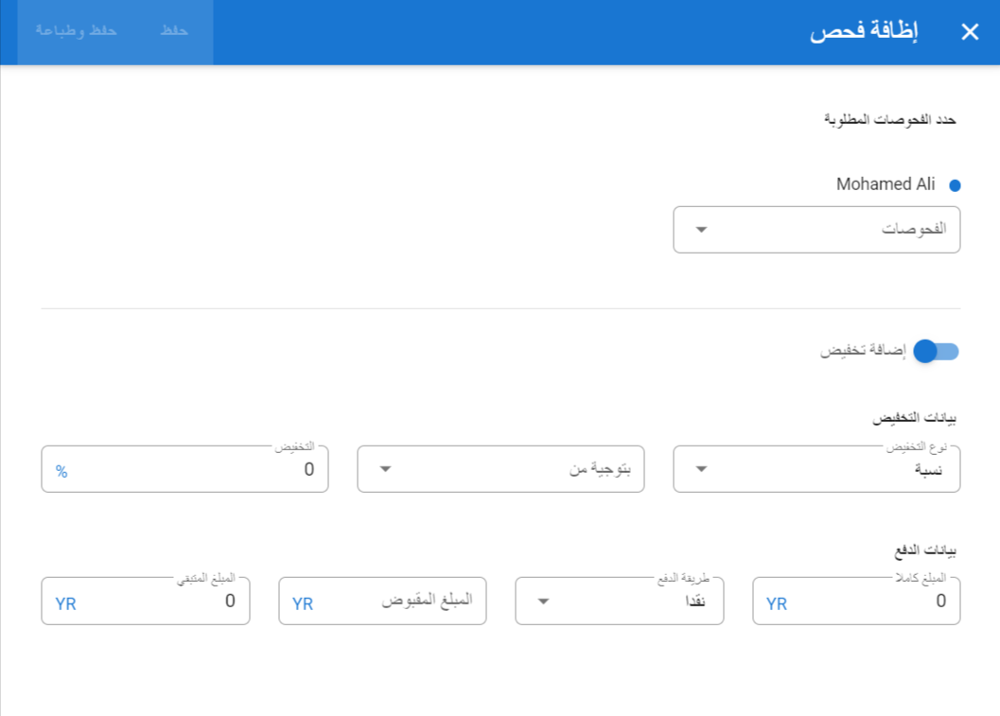 إظافة فحص
حفظ
حفظ وطباعة
حدد الفحوصات المطلوبة
Mohamed Ali
الفحوصات
إضافة تخفيض
بيانات التخفيض
نوع التخفيض
نسبة
بتوجية من
التخفيض
0 %
بيانات الدفع
المبلغ كاملا
0 YR
طريقة الدفع
نقدا
المبلغ المقبوض YR
المبلغ المتبقي
0 YR